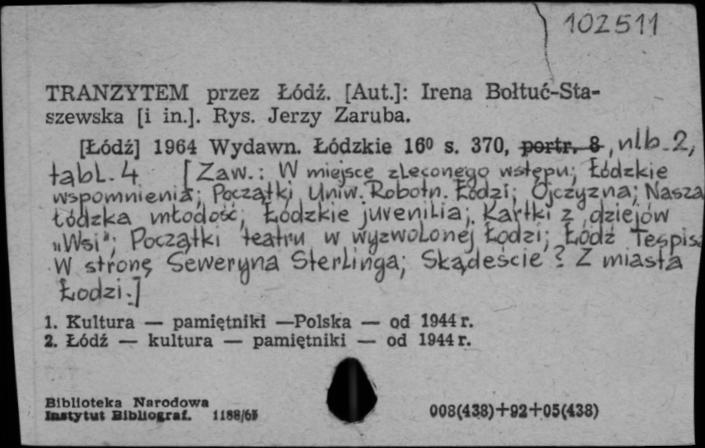 102511
TRANZYTEM przez Łódź. [Aut.]: Irena Bołtuć-Sta-
szewska [i in.]. Rys. Jerzy Zaruba.
[Łódź] 1964 Wydawn. Łódzkie 16⁰ s. 370, portr. 8, nlb. 2,
tabl. 4 [Zaw.: W miejsce zleconego wstępu; Łódzkie
wspomnienia; Początki Uniw. Robotn. Łodzi; Ojczyzna; Nasza
łódzka młodość; Łódzkie juvenilia; Kartki z dziejów
„Wsi"; Początki teatru w wyzwolonej Łodzi; Łódź Tespisa
W stronę Seweryna Sterlinga; Skądeście? Z miasta
Łodzi.]
1. Kultura — pamiętniki —Polska — od 1944 r.
2. Łódź — kultura — pamiętniki — od 1944 r.
Biblioteka Narodowa
Instytut Bibliograf. 1188/65
008(438)+92+05(438)